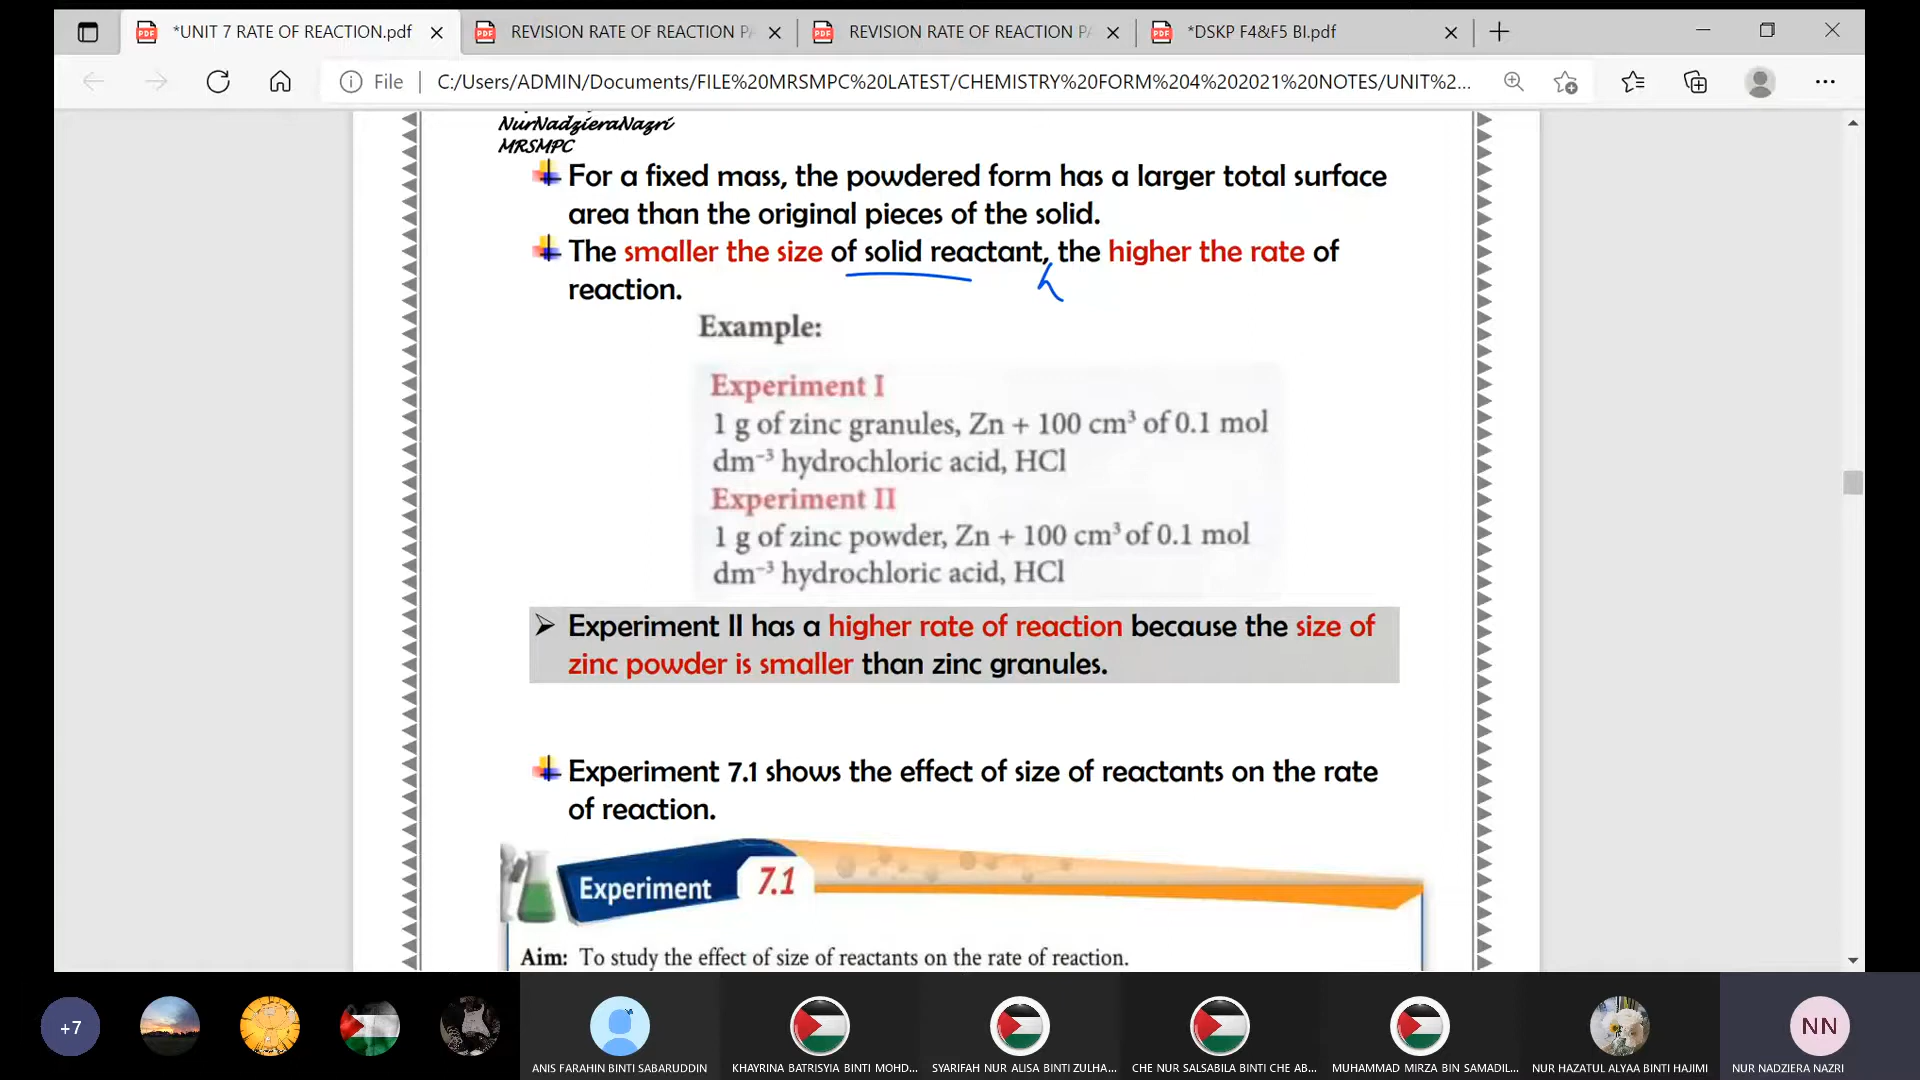 *UNIT 7 RATE OF REACTION.pdf
REVISION RATE OF REACTION P
REVISION RATE OF REACTION P
*DSKP F4&F5 BI.pdf
File
C:/Users/ADMIN/Documents/FILE%20MRSMPC%20LATEST/CHEMISTRY%20FORM%204%202021%20NOTES/UNIT%2...
NurNadzieraNazri
MRSMPC
For a fixed mass, the powdered form has a larger total surface
area than the original pieces of the solid.
The smaller the size of solid reactant, the higher the rate of
reaction.
Example:
Experiment I
1 g of zinc granules, Zn + 100 cm³ of 0.1 mol
dm⁻³ hydrochloric acid, HCl
Experiment II
1 g of zinc powder, Zn + 100 cm³ of 0.1 mol
dm⁻³ hydrochloric acid, HCl
➢ Experiment II has a higher rate of reaction because the size of
zinc powder is smaller than zinc granules.
Experiment 7.1 shows the effect of size of reactants on the rate
of reaction.
Experiment 7.1
Aim: To study the effect of size of reactants on the rate of reaction.
+7
NN
ANIS FARAHIN BINTI SABARUDDIN
KHAYRINA BATRISYIA BINTI MOHD...
SYARIFAH NUR ALISA BINTI ZULHA...
CHE NUR SALSABILA BINTI CHE AB...
MUHAMMAD MIRZA BIN SAMADIL...
NUR HAZATUL ALYAA BINTI HAJIMI
NUR NADZIERA NAZRI